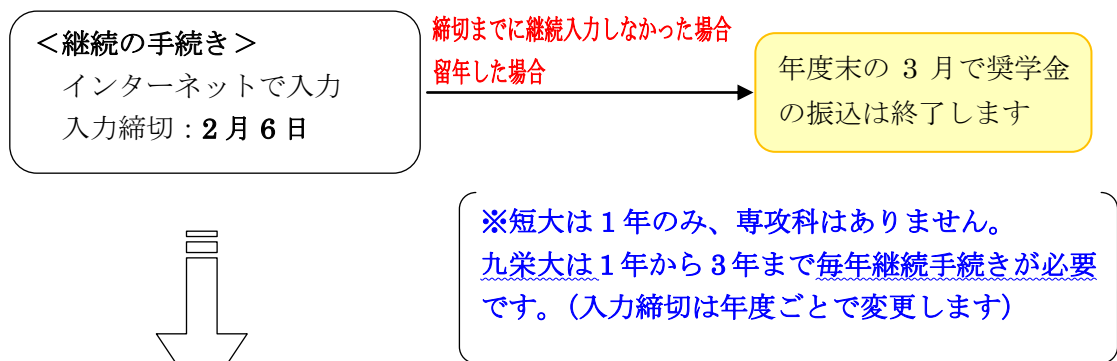 ＜継続の手続き＞
インターネットで入力
入力締切：２月６日
締切までに継続入力しなかった場合
留年した場合
年度末の ３ 月で奨学金
の振込は終了します
※短大は１年のみ、専攻科はありません。
九栄大は１年から３年まで毎年継続手続きが必要
です。（入力締切は年度ごとで変更します）